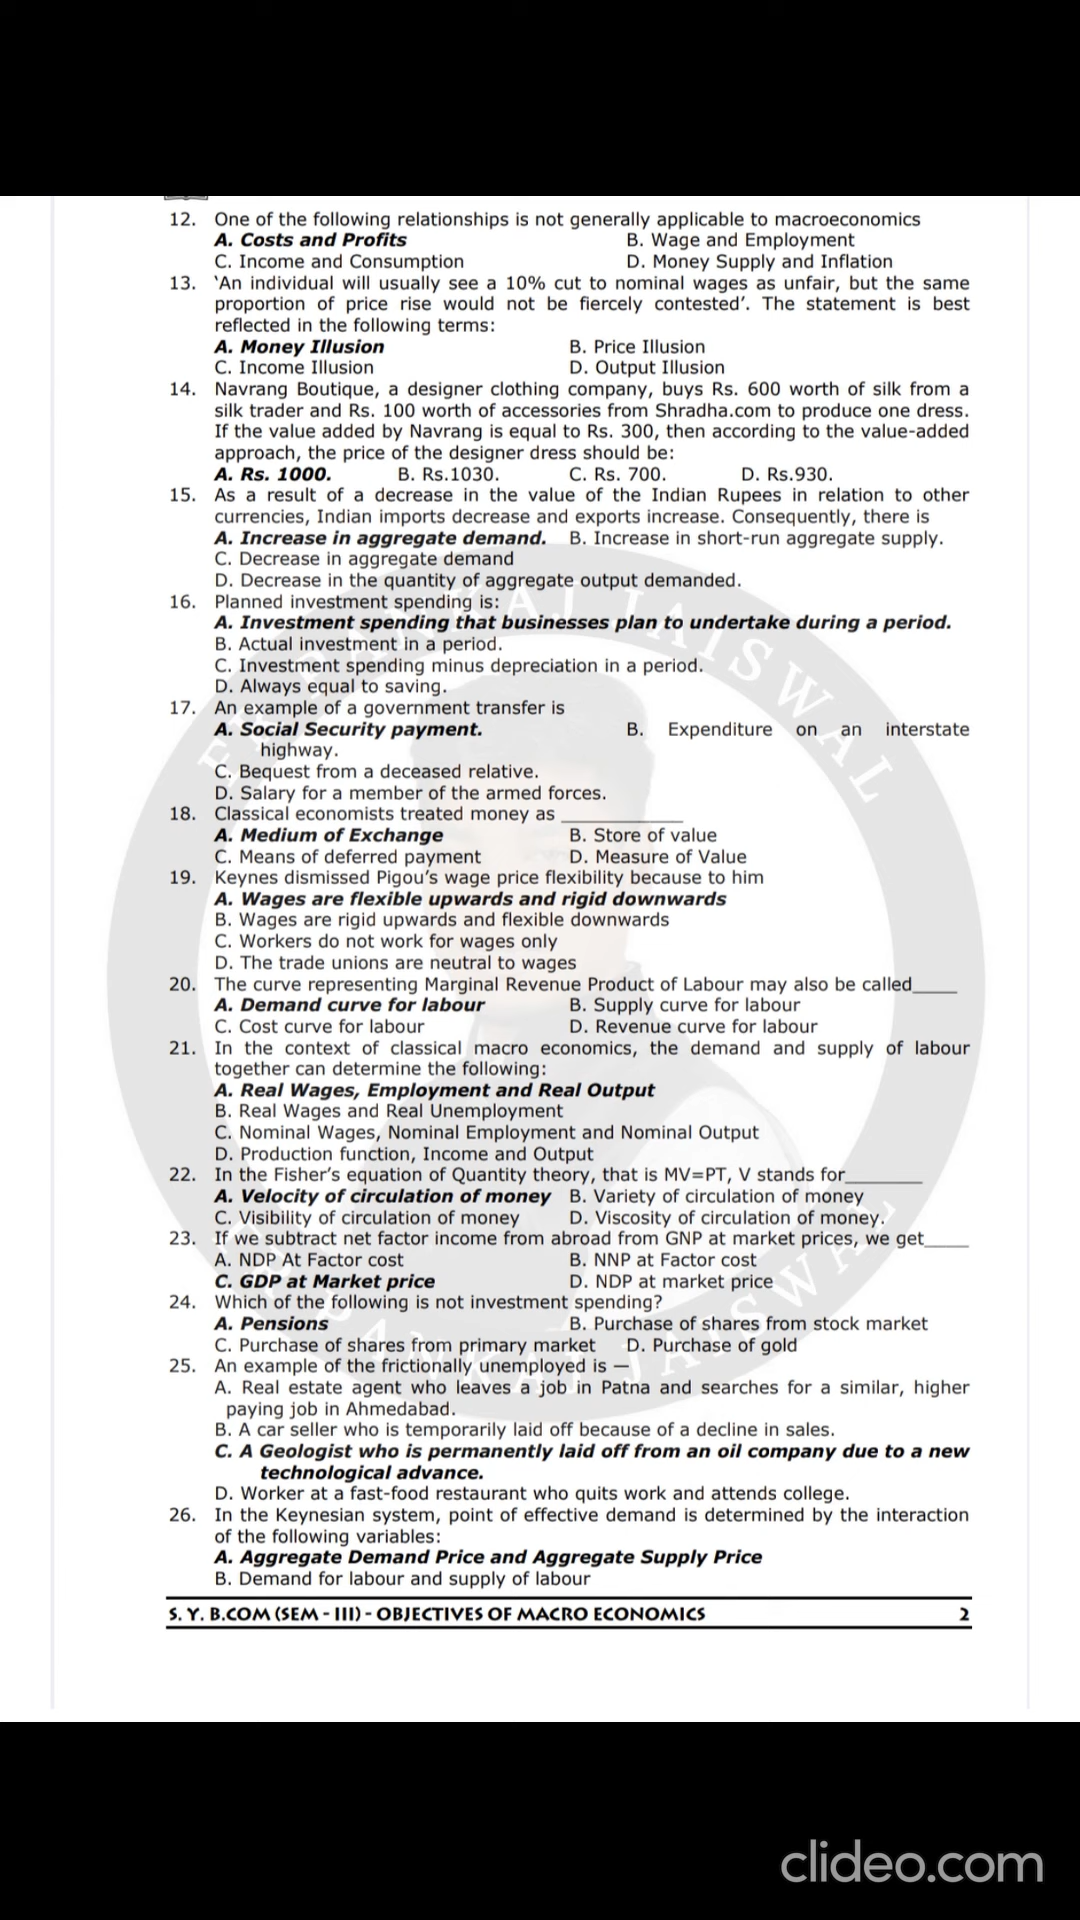 12. One of the following relationships is not generally applicable to macroeconomics
A. Costs and Profits B. Wage and Employment
C. Income and Consumption D. Money Supply and Inflation
13. ‘An individual will usually see a 10% cut to nominal wages as unfair, but the same
proportion of price rise would not be fiercely contested’. The statement is best
reflected in the following terms:
A. Money Illusion B. Price Illusion
C. Income Illusion D. Output Illusion
14. Navrang Boutique, a designer clothing company, buys Rs. 600 worth of silk from a
silk trader and Rs. 100 worth of accessories from Shradha.com to produce one dress.
If the value added by Navrang is equal to Rs. 300, then according to the value-added
approach, the price of the designer dress should be:
A. Rs. 1000. B. Rs.1030. C. Rs. 700. D. Rs.930.
15. As a result of a decrease in the value of the Indian Rupees in relation to other
currencies, Indian imports decrease and exports increase. Consequently, there is
A. Increase in aggregate demand. B. Increase in short-run aggregate supply.
C. Decrease in aggregate demand
D. Decrease in the quantity of aggregate output demanded.
16. Planned investment spending is:
A. Investment spending that businesses plan to undertake during a period.
B. Actual investment in a period.
C. Investment spending minus depreciation in a period.
D. Always equal to saving.
17. An example of a government transfer is
A. Social Security payment. B. Expenditure on an interstate
highway.
C. Bequest from a deceased relative.
D. Salary for a member of the armed forces.
18. Classical economists treated money as ____________
A. Medium of Exchange B. Store of value
C. Means of deferred payment D. Measure of Value
19. Keynes dismissed Pigou’s wage price flexibility because to him
A. Wages are flexible upwards and rigid downwards
B. Wages are rigid upwards and flexible downwards
C. Workers do not work for wages only
D. The trade unions are neutral to wages
20. The curve representing Marginal Revenue Product of Labour may also be called____
A. Demand curve for labour B. Supply curve for labour
C. Cost curve for labour D. Revenue curve for labour
21. In the context of classical macro economics, the demand and supply of labour
together can determine the following:
A. Real Wages, Employment and Real Output
B. Real Wages and Real Unemployment
C. Nominal Wages, Nominal Employment and Nominal Output
D. Production function, Income and Output
22. In the Fisher’s equation of Quantity theory, that is MV=PT, V stands for_______
A. Velocity of circulation of money B. Variety of circulation of money
C. Visibility of circulation of money D. Viscosity of circulation of money.
23. If we subtract net factor income from abroad from GNP at market prices, we get____
A. NDP At Factor cost B. NNP at Factor cost
C. GDP at Market price D. NDP at market price
24. Which of the following is not investment spending?
A. Pensions B. Purchase of shares from stock market
C. Purchase of shares from primary market D. Purchase of gold
25. An example of the frictionally unemployed is —
A. Real estate agent who leaves a job in Patna and searches for a similar, higher
paying job in Ahmedabad.
B. A car seller who is temporarily laid off because of a decline in sales.
C. A Geologist who is permanently laid off from an oil company due to a new
technological advance.
D. Worker at a fast-food restaurant who quits work and attends college.
26. In the Keynesian system, point of effective demand is determined by the interaction
of the following variables:
A. Aggregate Demand Price and Aggregate Supply Price
B. Demand for labour and supply of labour
S. Y. B.COM (SEM - III) - OBJECTIVES OF MACRO ECONOMICS 2
clideo.com